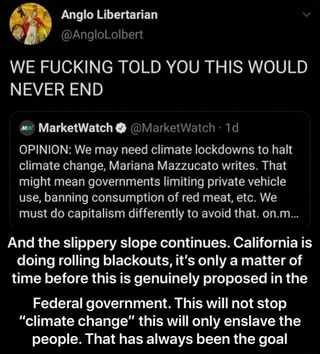 Anglo Libertarian
@AngloLolbert
WE FUCKING TOLD YOU THIS WOULD
NEVER END
MW MarketWatch @MarketWatch · 1d
OPINION: We may need climate lockdowns to halt
climate change, Mariana Mazzucato writes. That
might mean governments limiting private vehicle
use, banning consumption of red meat, etc. We
must do capitalism differently to avoid that. on.m...
And the slippery slope continues. California is
doing rolling blackouts, it's only a matter of
time before this is genuinely proposed in the
Federal government. This will not stop
“climate change” this will only enslave the
people. That has always been the goal